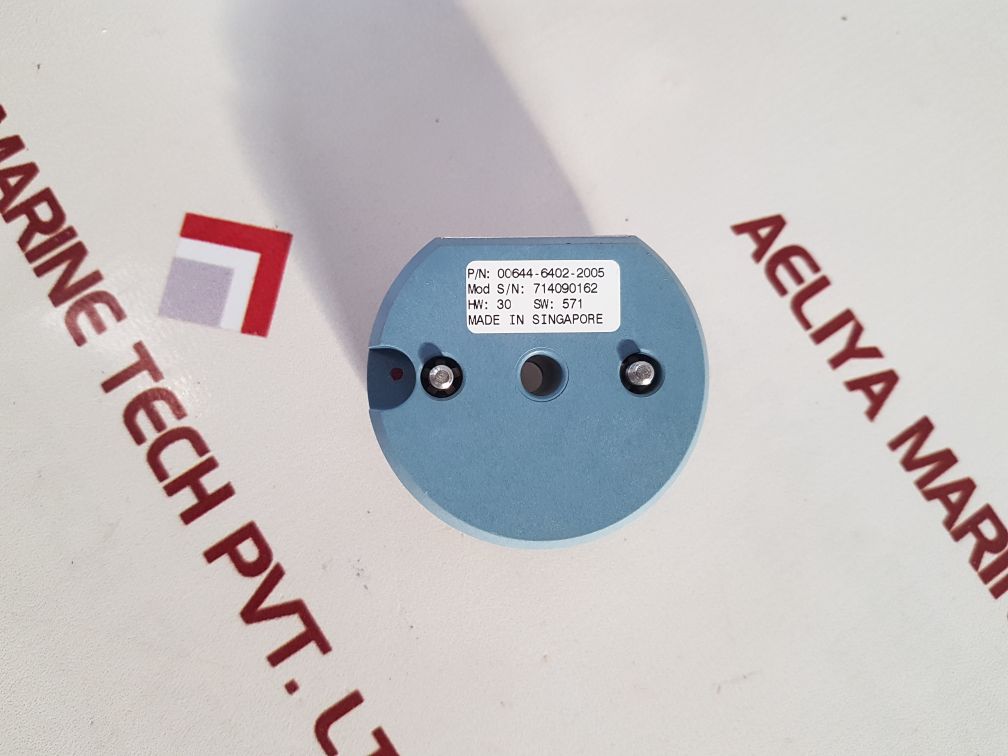 P/N: 00644-6402-2005
Mod S/N: 714090162
HW: 30 SW: 571
MADE IN SINGAPORE
MARINE TECH PVT. LT
AELIYA MARIN